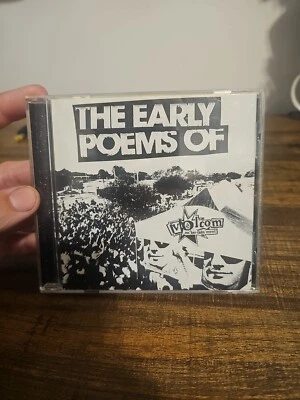 THE EARLY
POEMS OF
Volcom